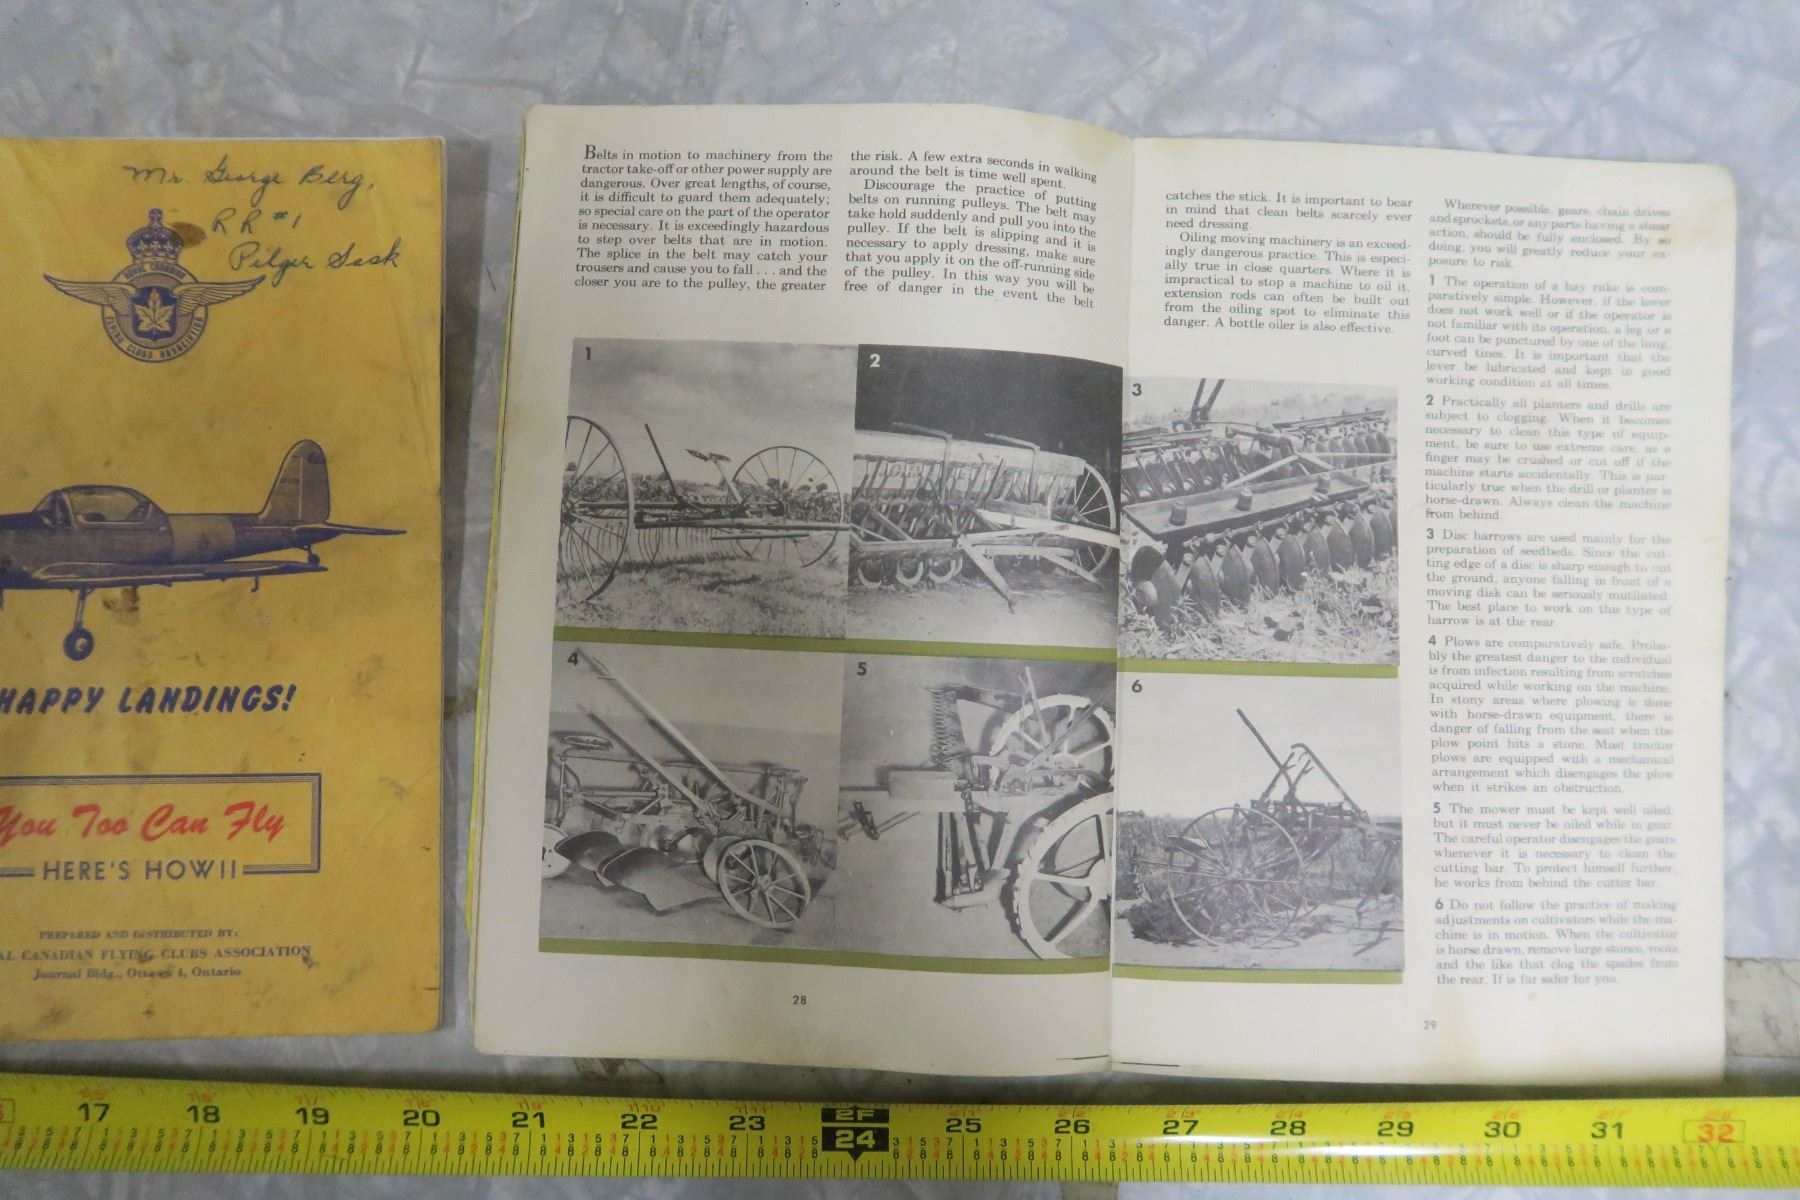 Mr. George Berg,
RR #1
Pilger Sask
ROYAL CANADIAN
FLYING CLUBS ASSOCIATION
HAPPY LANDINGS!
You Too Can Fly
HERE'S HOW!!
PREPARED AND DISTRIBUTED BY:
AL CANADIAN FLYING CLUBS ASSOCIATION
Journal Bldg., Ottawa 4, Ontario
Belts in motion to machinery from the
tractor take-off or other power supply are
dangerous. Over great lengths, of course,
it is difficult to guard them adequately;
so special care on the part of the operator
is necessary. It is exceedingly hazardous
to step over belts that are in motion.
The splice in the belt may catch your
trousers and cause you to fall . . . and the
closer you are to the pulley, the greater
the risk. A few extra seconds in walking
around the belt is time well spent.
Discourage the practice of putting
belts on running pulleys. The belt may
take hold suddenly and pull you into the
pulley. If the belt is slipping and it is
necessary to apply dressing, make sure
that you apply it on the off-running side
of the pulley. In this way you will be
free of danger in the event the belt
1
2
4
5
28
catches the stick. It is important to bear
in mind that clean belts scarcely ever
need dressing.
Oiling moving machinery is an exceed-
ingly dangerous practice. This is especi-
ally true in close quarters. Where it is
impractical to stop a machine to oil it,
extension rods can often be built out
from the oiling spot to eliminate this
danger. A bottle oiler is also effective.
3
6
Wherever possible, gears, chain drives
and sprockets, or any parts having a shear
action, should be fully enclosed. By so
doing, you will greatly reduce your ex-
posure to risk.
1 The operation of a hay rake is com-
paratively simple. However, if the lever
does not work well or if the operator is
not familiar with its operation, a leg or a
foot can be punctured by one of the long,
curved tines. It is important that the
lever be lubricated and kept in good
working condition at all times.
2 Practically all planters and drills are
subject to clogging. When it becomes
necessary to clean this type of equip-
ment, be sure to use extreme care, as a
finger may be crushed or cut off if the
machine starts accidentally. This is par-
ticularly true when the drill or planter is
horse-drawn. Always clean the machine
from behind.
3 Disc harrows are used mainly for the
preparation of seedbeds. Since the cut-
ting edge of a disc is sharp enough to cut
the ground, anyone falling in front of a
moving disk can be seriously mutilated.
The best place to work on this type of
harrow is at the rear.
4 Plows are comparatively safe. Proba-
bly the greatest danger to the individual
is from infection resulting from scratches
acquired while working on the machine.
In stony areas where plowing is done
with horse-drawn equipment, there is
danger of falling from the seat when the
plow point hits a stone. Most tractor
plows are equipped with a mechanical
arrangement which disengages the plow
when it strikes an obstruction.
5 The mower must be kept well oiled,
but it must never be oiled while in gear.
The careful operator disengages the gears
whenever it is necessary to clean the
cutting bar. To protect himself further,
he works from behind the cutter bar.
6 Do not follow the practice of making
adjustments on cultivators while the ma-
chine is in motion. When the cultivator
is horse drawn, remove large stones, roots
and the like that clog the spades from
the rear. If is far safer for you.
29
17 18 19 20 21 22 23 2F 24 25 26 27 28 29 30 31 32